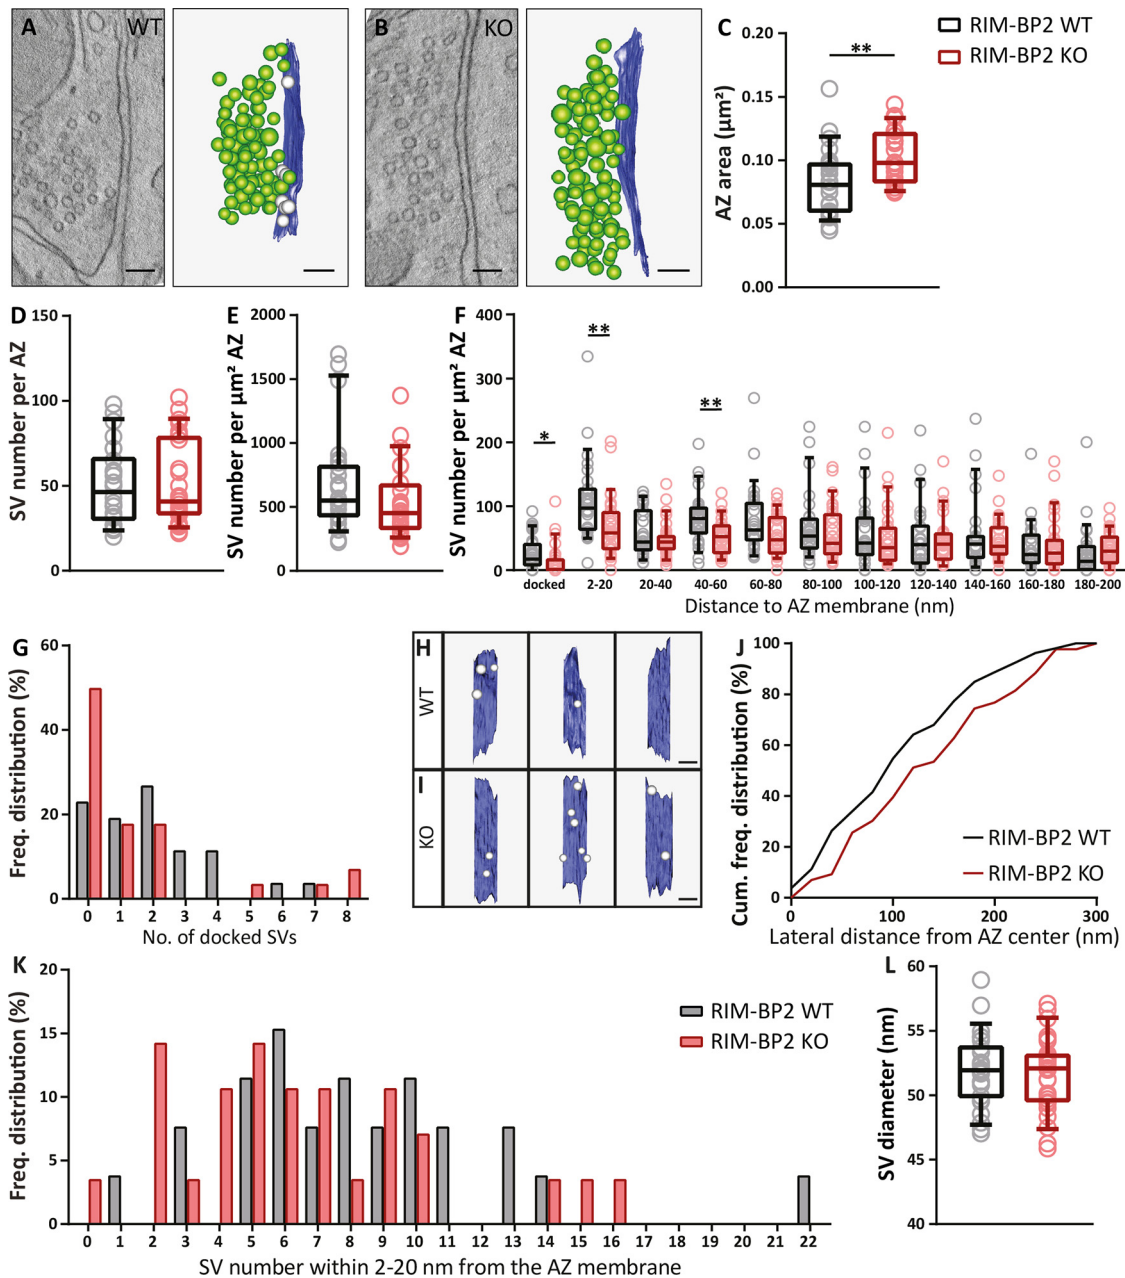 A
WT
B
KO
C
0.20
0.15
0.10
0.05
0.00
AZ area (µm²)
**
RIM-BP2 WT
RIM-BP2 KO
D
150
100
50
0
SV number per AZ
E
2000
1500
1000
500
0
SV number per µm² AZ
F
400
300
200
100
0
SV number per µm² AZ
*
**
**
docked 2-20 20-40 40-60 60-80 80-100 100-120 120-140 140-160 160-180 180-200
Distance to AZ membrane (nm)
G
60
40
20
0
Freq. distribution (%)
0 1 2 3 4 5 6 7 8
No. of docked SVs
H
WT
I
KO
J
100
80
60
40
20
0
Cum. freq. distribution (%)
RIM-BP2 WT
RIM-BP2 KO
0 100 200 300
Lateral distance from AZ center (nm)
K
20
15
10
5
0
Freq. distribution (%)
RIM-BP2 WT
RIM-BP2 KO
0 1 2 3 4 5 6 7 8 9 10 11 12 13 14 15 16 17 18 19 20 21 22
SV number within 2-20 nm from the AZ membrane
L
60
55
50
45
40
SV diameter (nm)